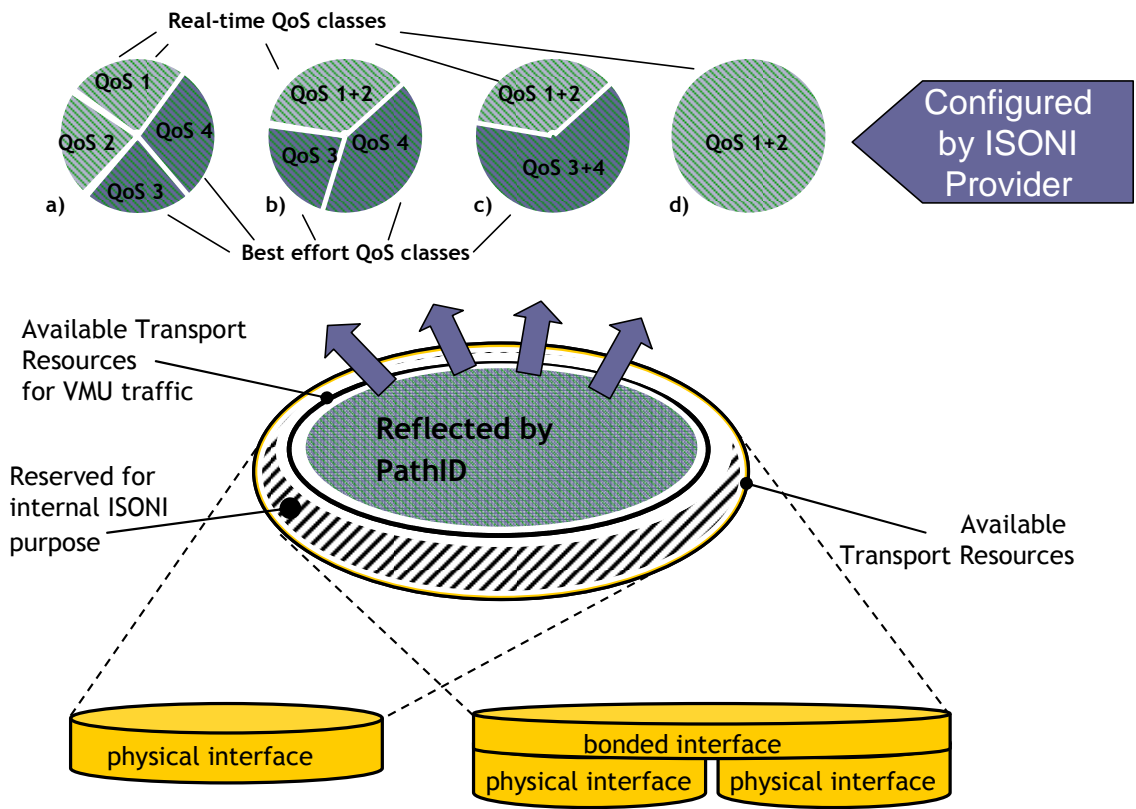 Real-time QoS classes
QoS 1
QoS 2
QoS 4
QoS 3
a)
QoS 1+2
QoS 3
QoS 4
b)
QoS 1+2
QoS 3+4
c)
QoS 1+2
d)
Configured
by ISONI
Provider
Best effort QoS classes
Available Transport
Resources
for VMU traffic
Reflected by
PathID
Reserved for
internal ISONI
purpose
Available
Transport Resources
physical interface
bonded interface
physical interface
physical interface